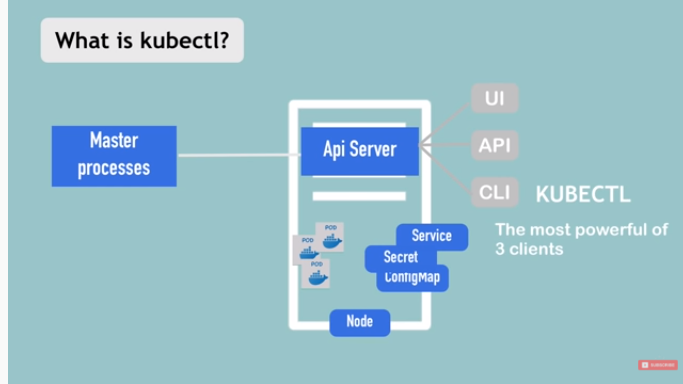 What is kubectl?
Master
processes
Api Server
UI
API
CLI
KUBECTL
The most powerful of
3 clients
POD
POD
POD
Service
Secret
ConfigMap
Node
SUBSCRIBE